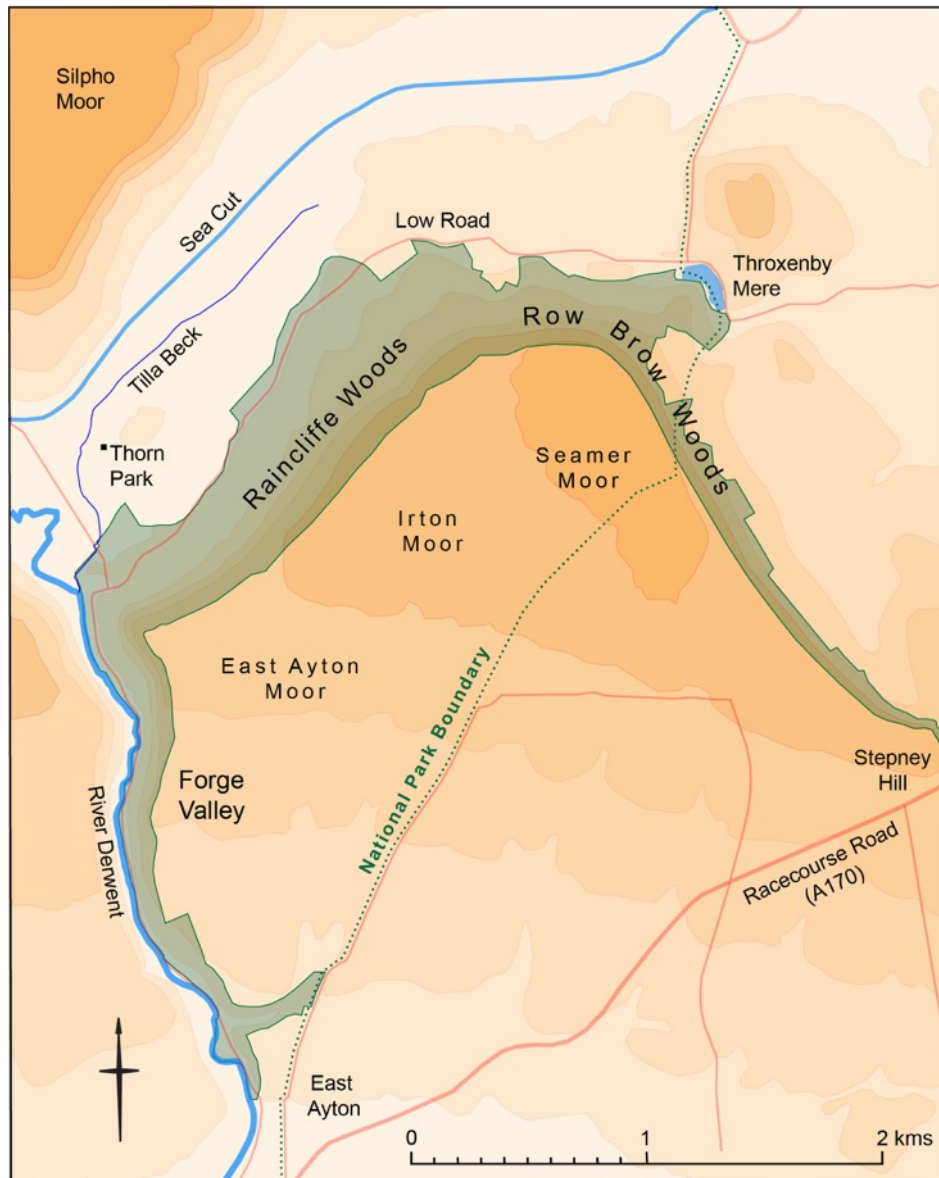 Silpho
Moor
Sea Cut
Low Road
Throxenby
Mere
Tilla Beck
Row Brow Woods
Raincliffe Woods
Thorn
Park
Seamer
Moor
Irton
Moor
East Ayton
Moor
National Park Boundary
Forge
Valley
Stepney
Hill
River Derwent
Racecourse Road
(A170)
East
Ayton
0 1 2 kms